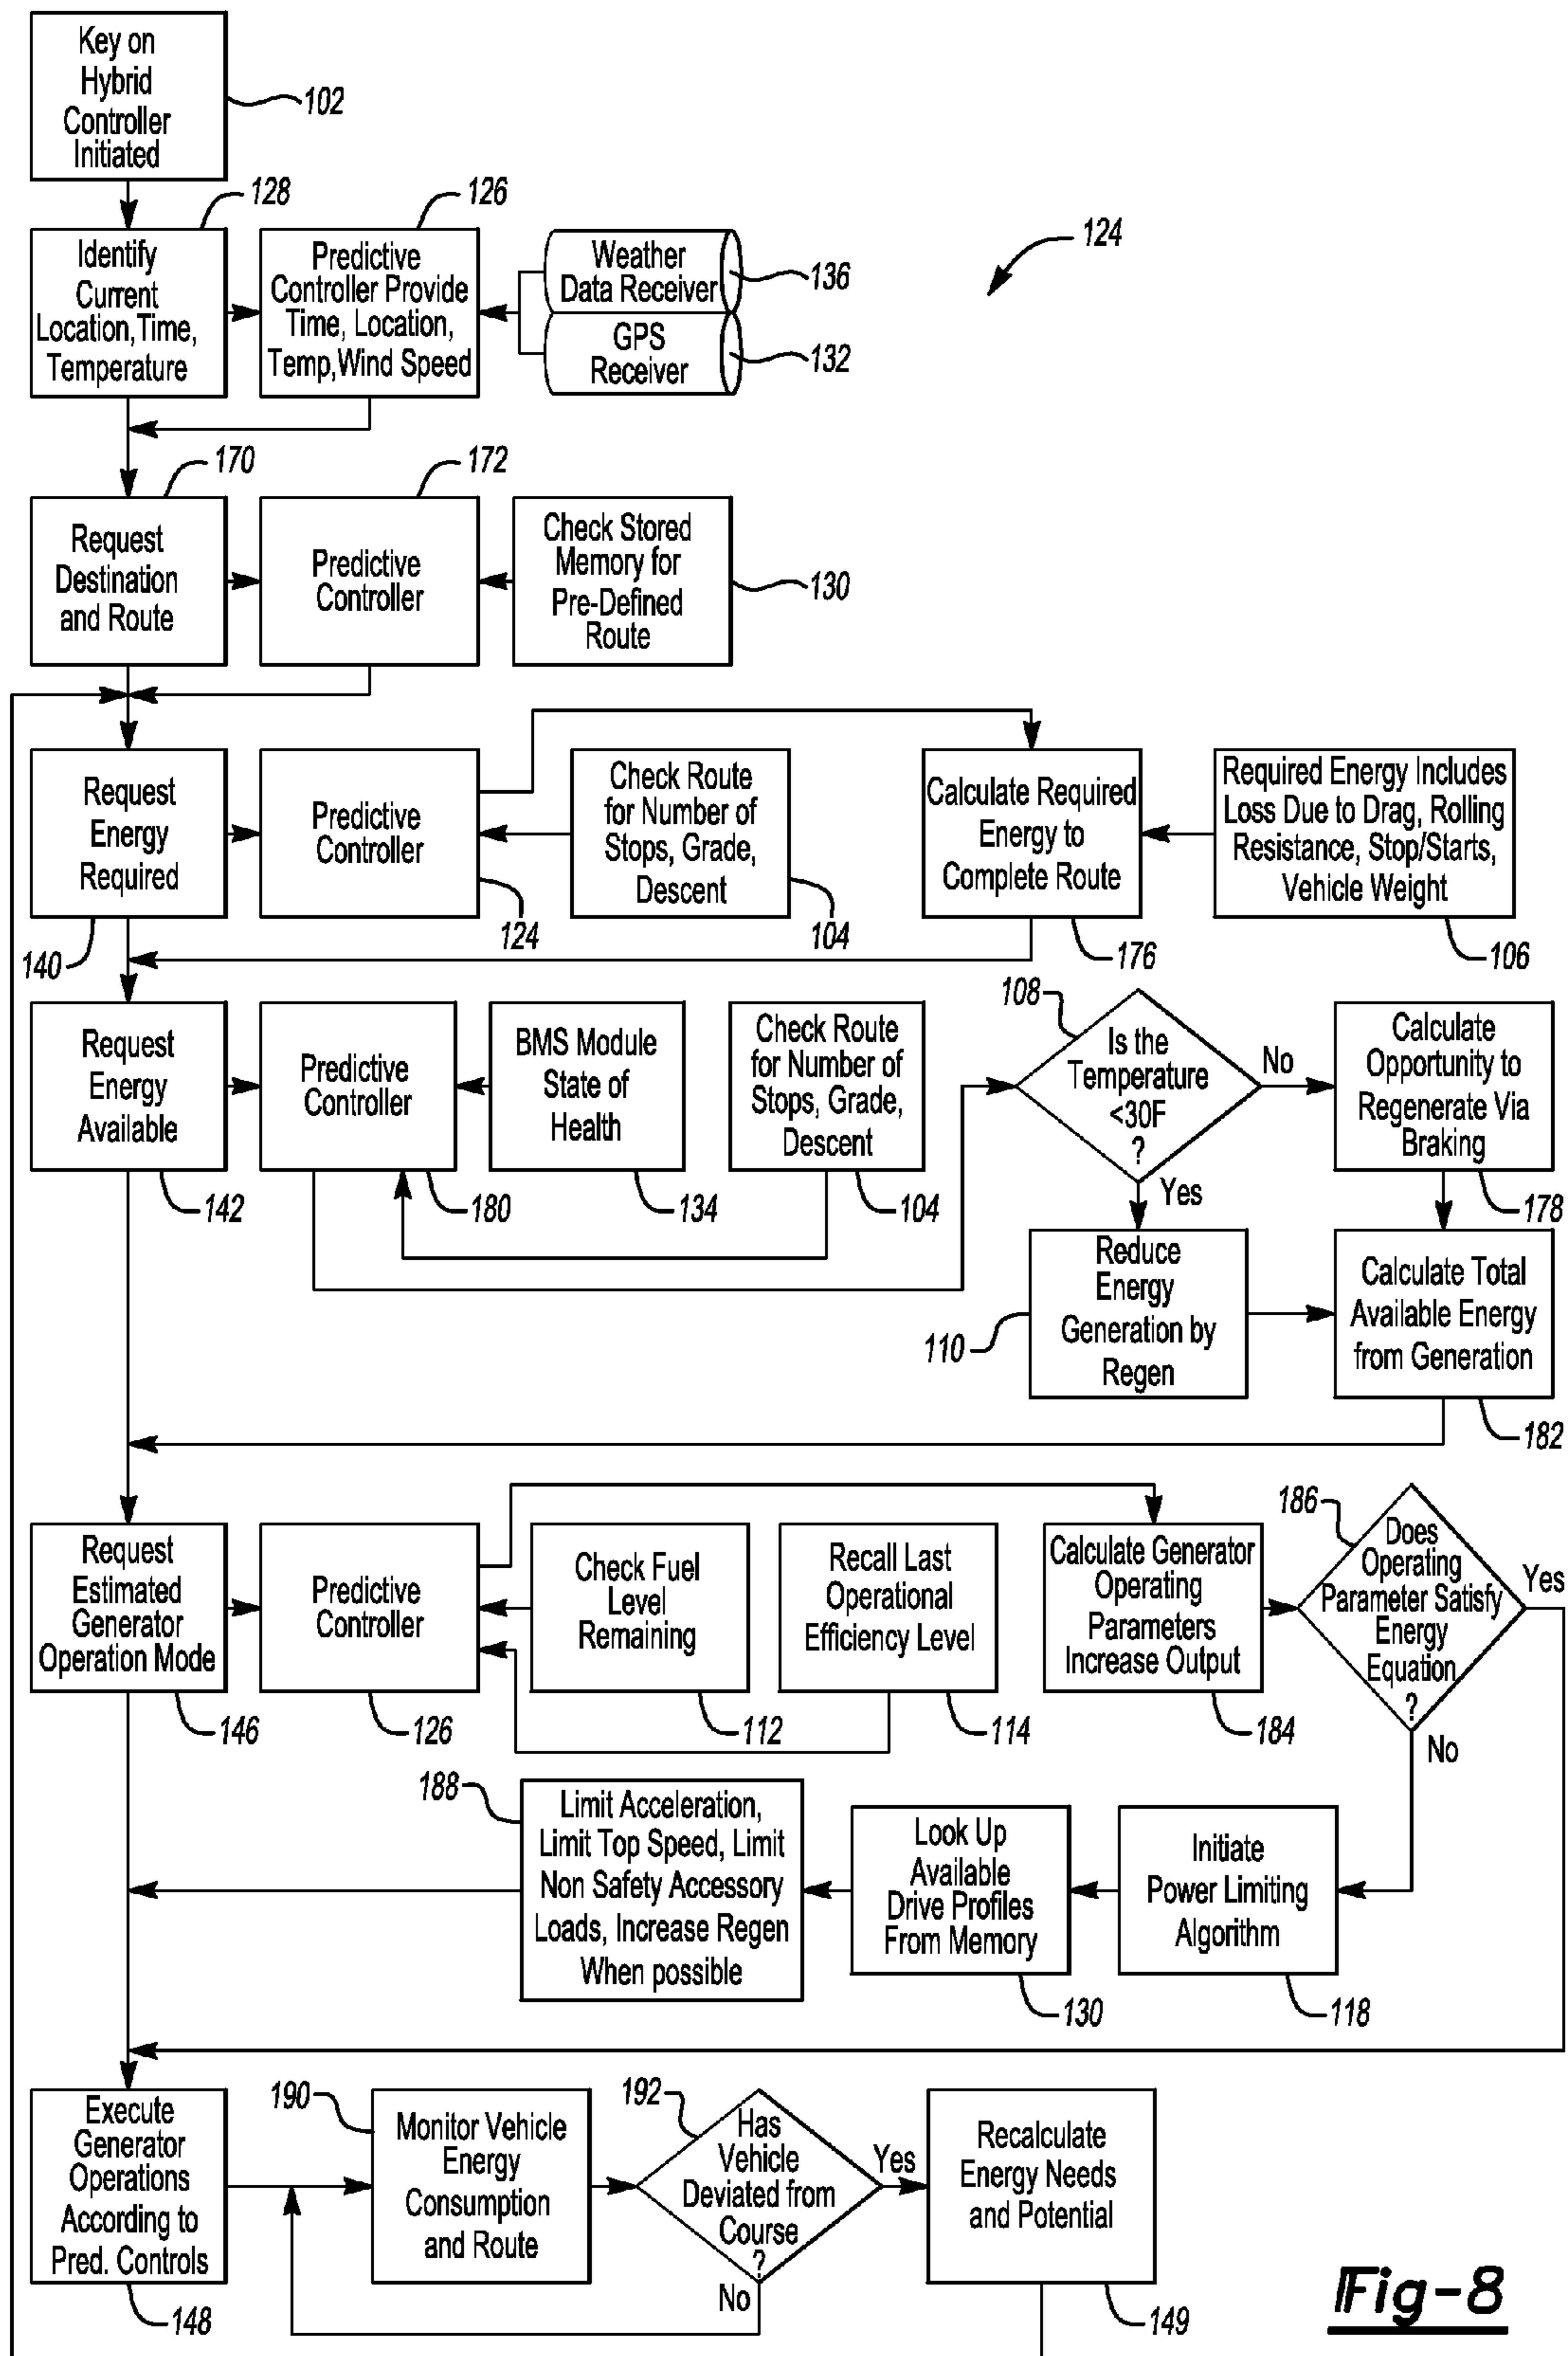 Key on
Hybrid
Controller
Initiated
102
128
126
124
Identify
Current
Location,Time,
Temperature
Predictive
Controller Provide
Time, Location,
Temp,Wind Speed
Weather
Data Receiver
136
GPS
Receiver
132
170
172
Request
Destination
and Route
Predictive
Controller
Check Stored
Memory for
Pre-Defined
Route
130
Request
Energy
Required
140
Predictive
Controller
124
Check Route
for Number of
Stops, Grade,
Descent
104
Calculate Required
Energy to
Complete Route
176
Required Energy Includes
Loss Due to Drag, Rolling
Resistance, Stop/Starts,
Vehicle Weight
106
Request
Energy
Available
142
Predictive
Controller
180
BMS Module
State of
Health
134
Check Route
for Number of
Stops, Grade,
Descent
104
108
Is the
Temperature
<30F
?
No
Yes
Calculate
Opportunity to
Regenerate Via
Braking
178
Reduce
Energy
Generation by
Regen
110
Calculate Total
Available Energy
from Generation
182
Request
Estimated
Generator
Operation Mode
146
Predictive
Controller
126
Check Fuel
Level
Remaining
112
Recall Last
Operational
Efficiency Level
114
Calculate Generator
Operating
Parameters
Increase Output
184
186
Does
Operating
Parameter Satisfy
Energy
Equation
?
Yes
No
188
Limit Acceleration,
Limit Top Speed, Limit
Non Safety Accessory
Loads, Increase Regen
When possible
Look Up
Available
Drive Profiles
From Memory
130
Initiate
Power Limiting
Algorithm
118
Execute
Generator
Operations
According to
Pred. Controls
148
190
Monitor Vehicle
Energy
Consumption
and Route
192
Has
Vehicle
Deviated from
Course
?
Yes
No
Recalculate
Energy Needs
and Potential
149
Fig-8